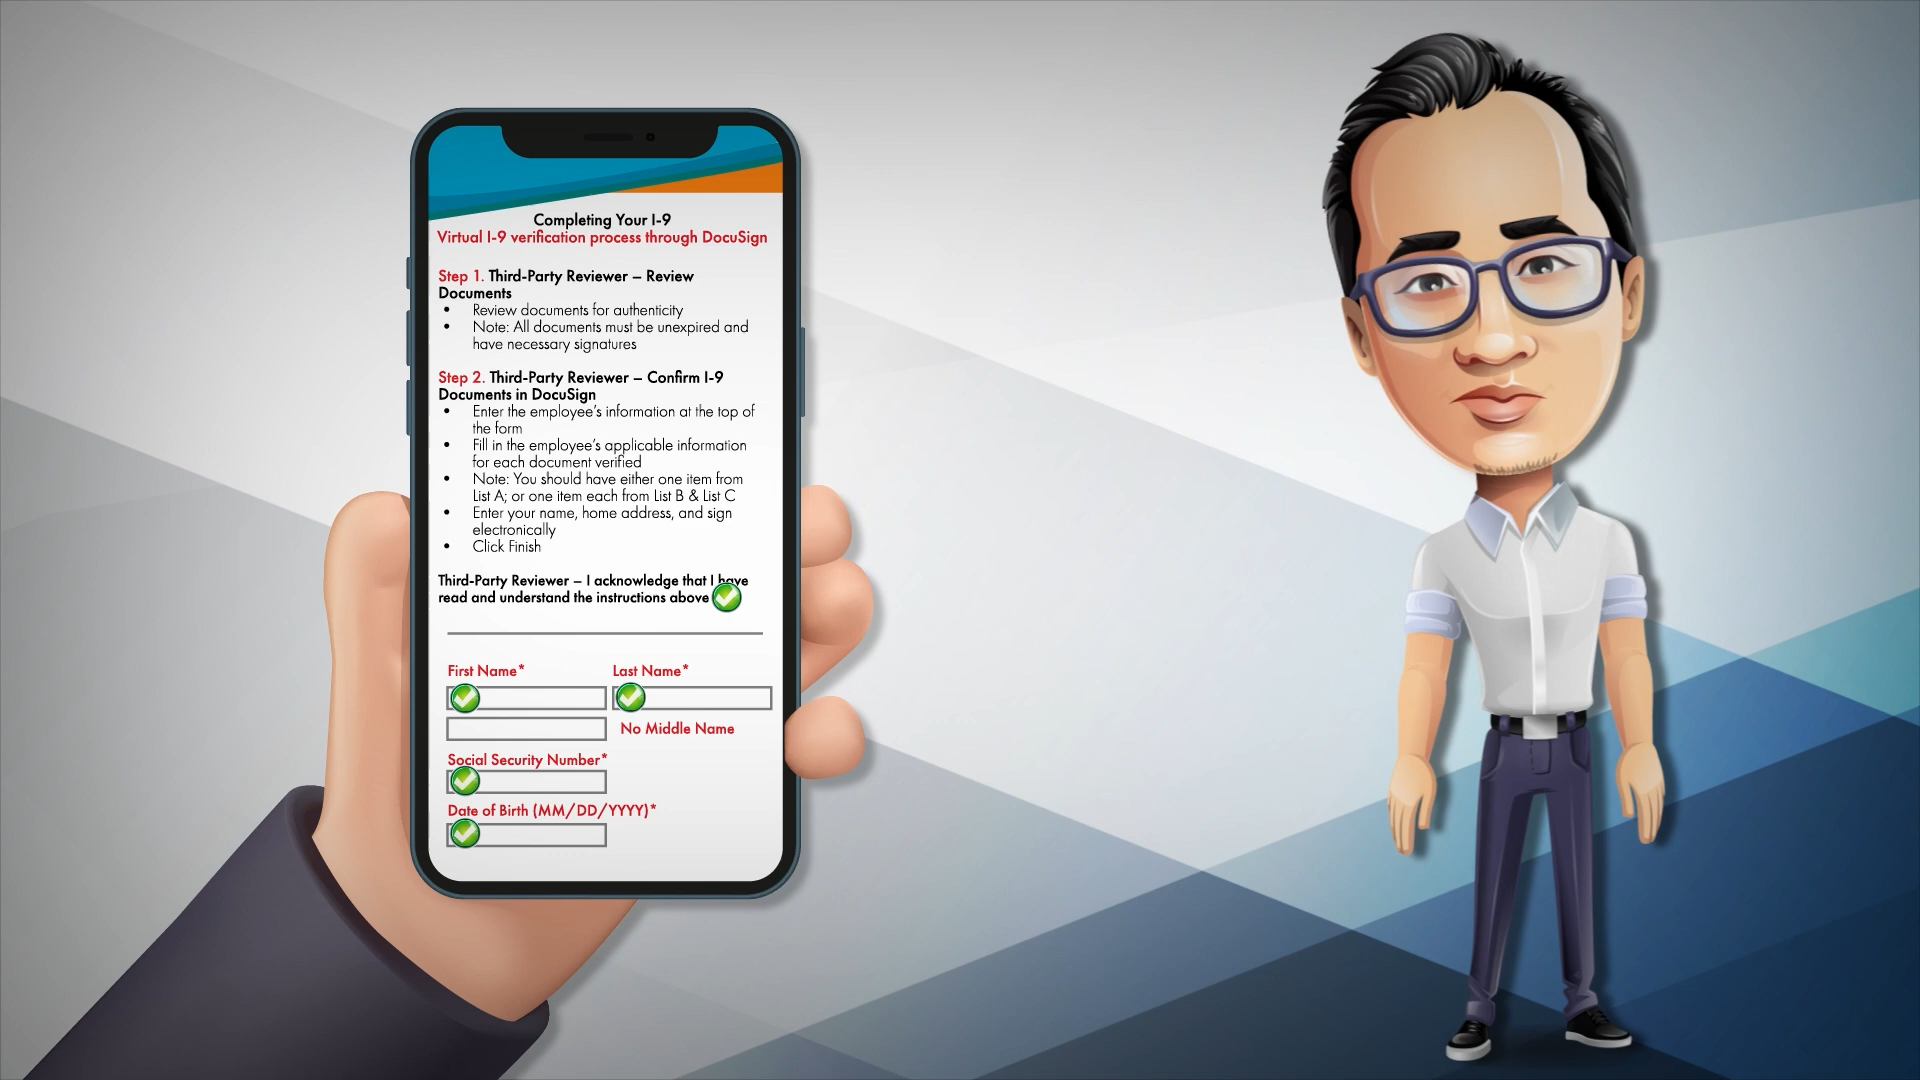 Completing Your I-9
Virtual I-9 verification process through DocuSign
Step 1. Third-Party Reviewer – Review
Documents
• Review documents for authenticity
• Note: All documents must be unexpired and
have necessary signatures
Step 2. Third-Party Reviewer – Confirm I-9
Documents in DocuSign
• Enter the employee's information at the top of
the form
• Fill in the employee's applicable information
for each document verified
• Note: You should have either one item from
List A; or one item each from List B & List C
• Enter your name, home address, and sign
electronically
• Click Finish
Third-Party Reviewer – I acknowledge that I have
read and understand the instructions above
First Name* Last Name*
No Middle Name
Social Security Number*
Date of Birth (MM/DD/YYYY)*